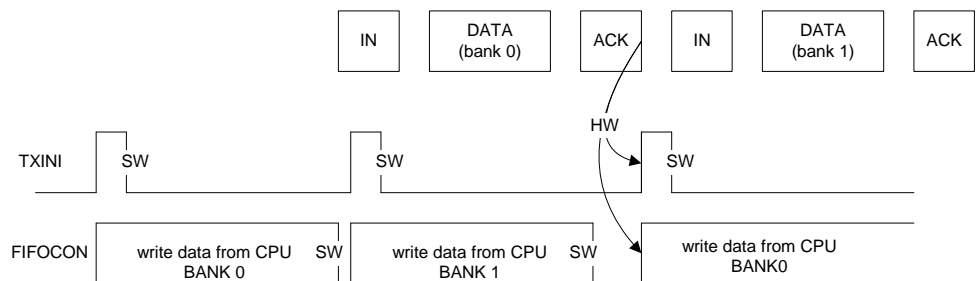 IN DATA ACK IN DATA ACK
(bank 0) (bank 1)
HW
TXINI SW SW SW
FIFOCON write data from CPU SW write data from CPU SW write data from CPU
BANK 0 BANK 1 BANK0